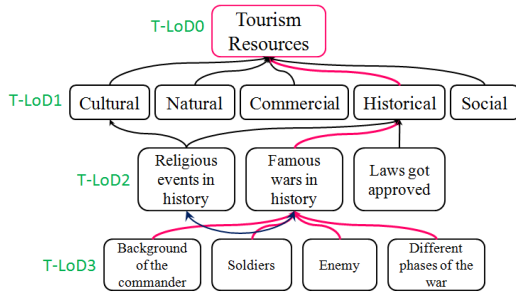 T-LoD0
Tourism
Resources
T-LoD1
Cultural
Natural
Commercial
Historical
Social
T-LoD2
Religious
events in
history
Famous
wars in
history
Laws got
approved
T-LoD3
Background
of the
commander
Soldiers
Enemy
Different
phases of the
war